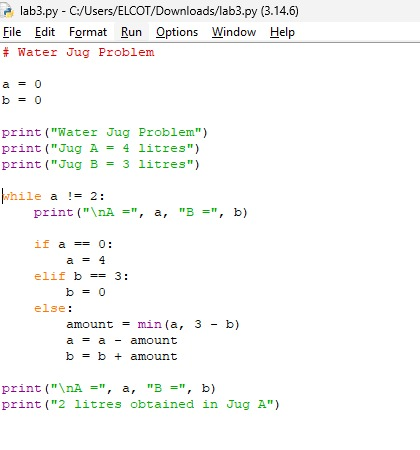 lab3.py - C:/Users/ELCOT/Downloads/lab3.py (3.14.6)
File Edit Format Run Options Window Help
# Water Jug Problem

a = 0
b = 0

print("Water Jug Problem")
print("Jug A = 4 litres")
print("Jug B = 3 litres")

while a != 2:
    print("\nA =", a, "B =", b)

    if a == 0:
        a = 4
    elif b == 3:
        b = 0
    else:
        amount = min(a, 3 - b)
        a = a - amount
        b = b + amount

print("\nA =", a, "B =", b)
print("2 litres obtained in Jug A")